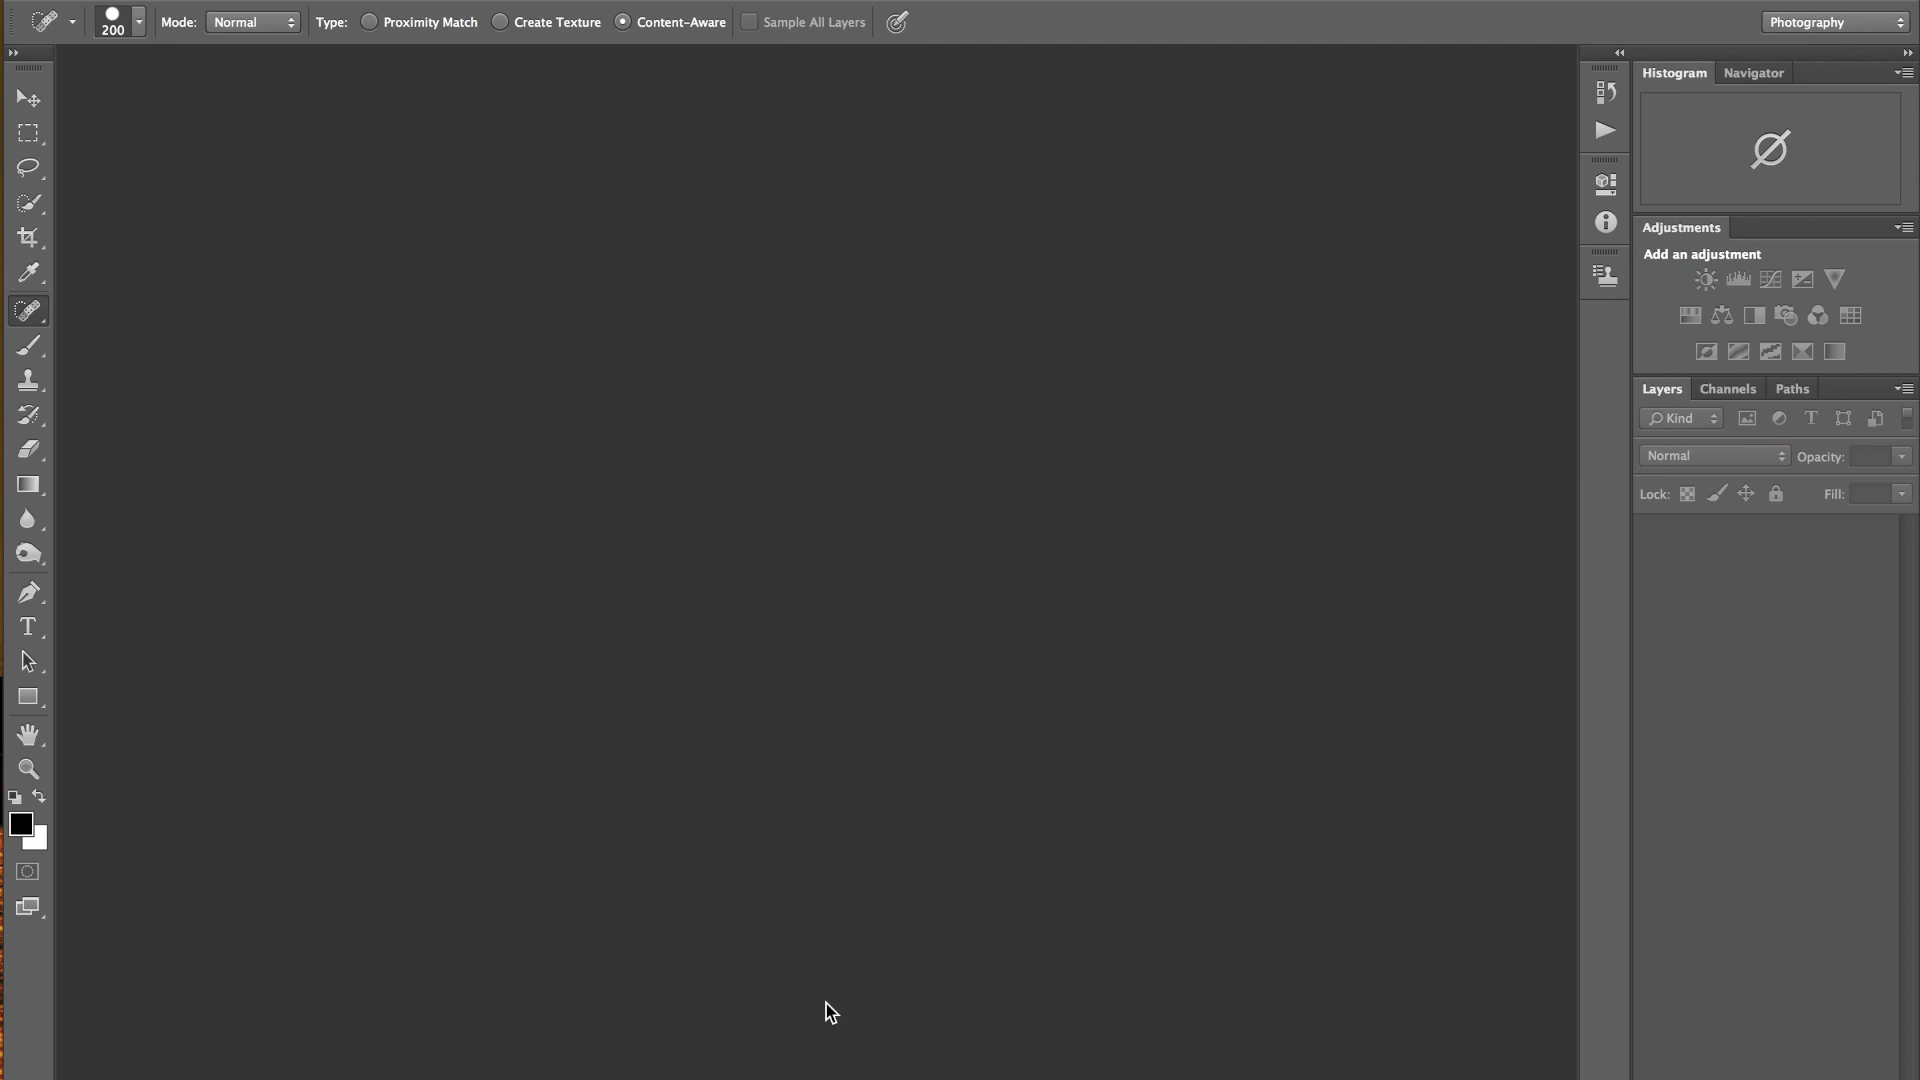 200 Mode: Normal Type: Proximity Match Create Texture Content-Aware Sample All Layers Photography
Histogram Navigator
Adjustments
Add an adjustment
Layers Channels Paths
Kind
Normal Opacity:
Lock: Fill: